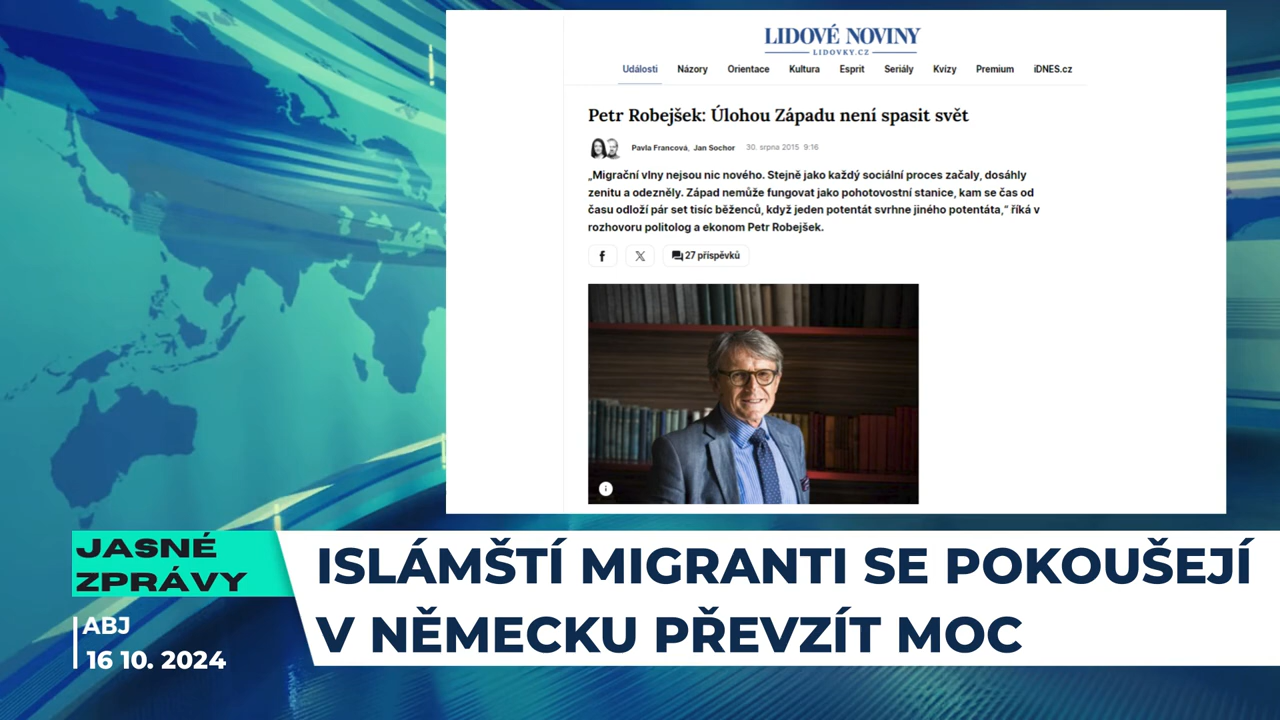 LIDOVÉ NOVINY
LIDOVKY.CZ
Události Názory Orientace Kultura Esprit Seriály Kvízy Premium iDNES.cz
Petr Robejšek: Úlohou Západu není spasit svět
Pavla Francová, Jan Sochor 30. srpna 2015 9:16
„Migrační vlny nejsou nic nového. Stejně jako každý sociální proces začaly, dosáhly
zenitu a odezněly. Západ nemůže fungovat jako pohotovostní stanice, kam se čas od
času odloží pár set tisíc běženců, když jeden potentát svrhne jiného potentáta,“ říká v
rozhovoru politolog a ekonom Petr Robejšek.
27 příspěvků
JASNÉ
ZPRÁVY
ABJ
16 10. 2024
ISLÁMŠTÍ MIGRANTI SE POKOUŠEJÍ
V NĚMECKU PŘEVZÍT MOC